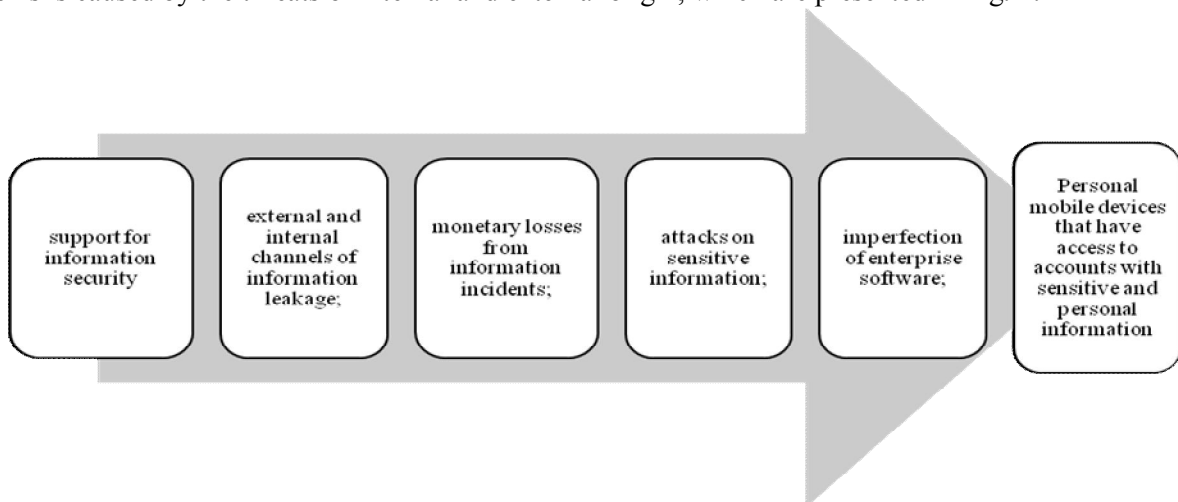 support for
information
security
external and
internal
channels of
information
leakage;
monetary losses
from
information
incidents;
attacks on
sensitive
information;
imperfection
of enterprise
software;
Personal
mobile devices
that have
access to
accounts with
sensitive and
personal
information